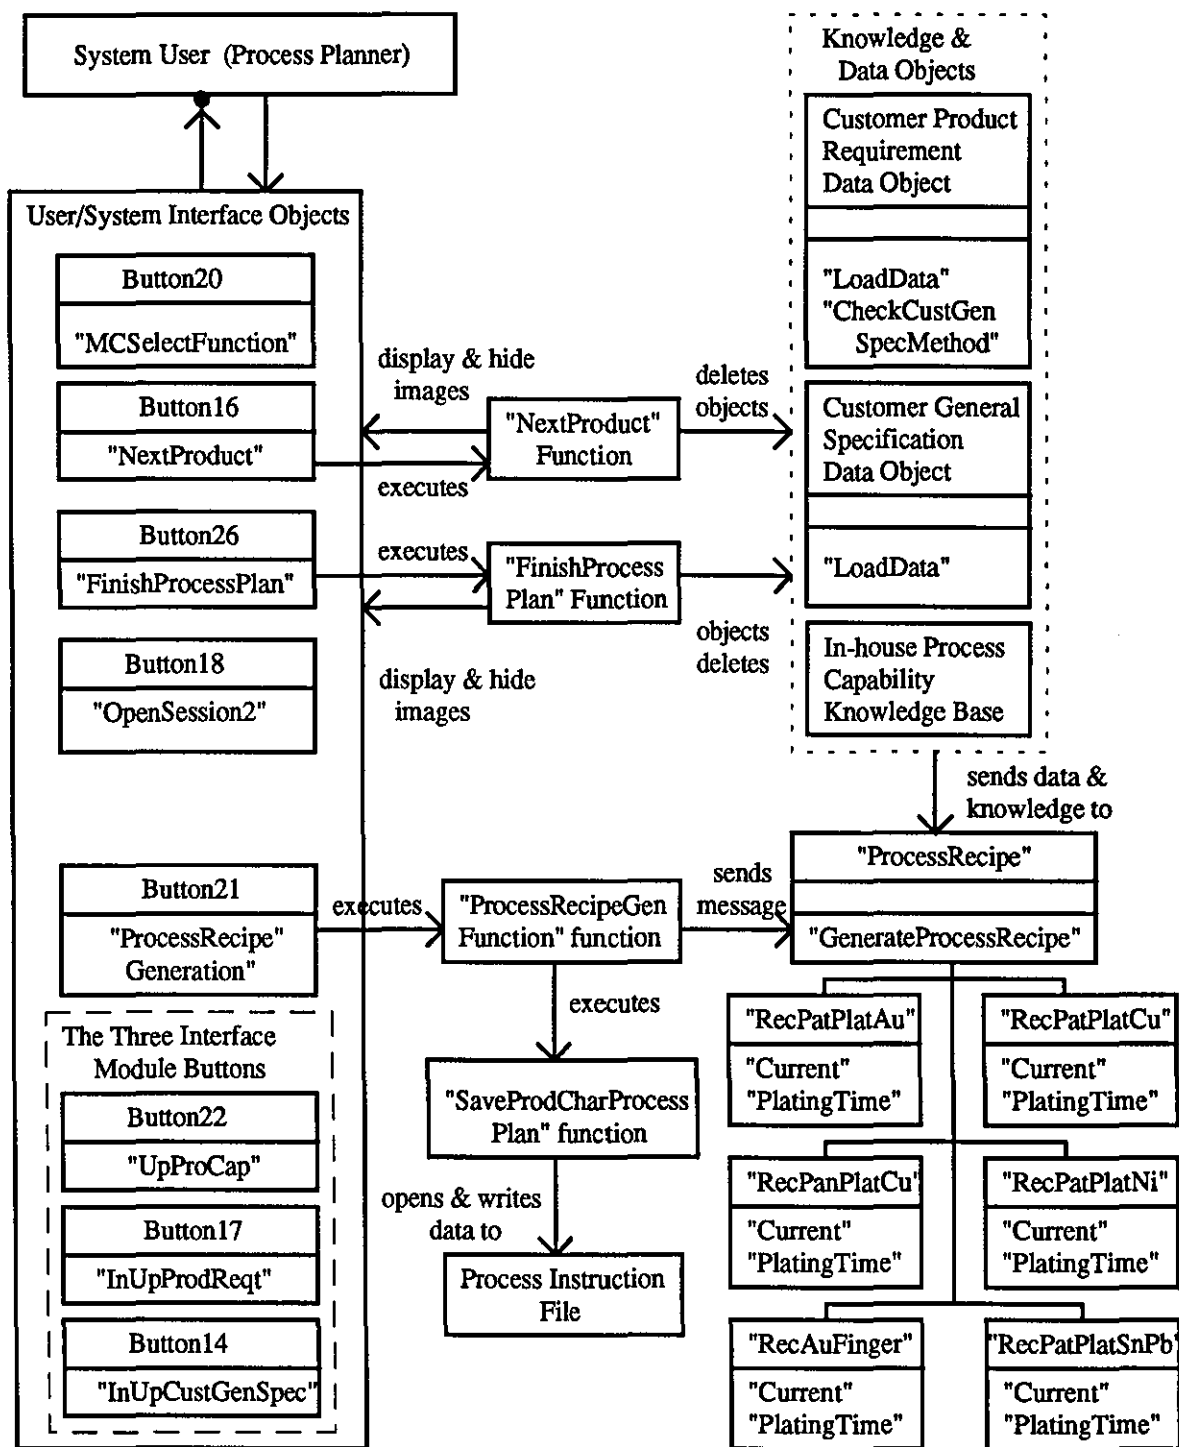 System User (Process Planner)
User/System Interface Objects
Button20
"MCSelectFunction"
Button16
"NextProduct"
Button26
"FinishProcessPlan"
Button18
"OpenSession2"
Button21
"ProcessRecipe"
Generation"
The Three Interface
Module Buttons
Button22
"UpProCap"
Button17
"InUpProdReqt"
Button14
"InUpCustGenSpec"
display & hide
images
executes
"NextProduct"
Function
deletes
objects
executes
"FinishProcess
Plan" Function
display & hide
images
objects
deletes
executes
"ProcessRecipeGen
Function" function
sends
message
executes
"SaveProdCharProcess
Plan" function
opens & writes
data to
Process Instruction
File
Knowledge &
Data Objects
Customer Product
Requirement
Data Object
"LoadData"
"CheckCustGen
SpecMethod"
Customer General
Specification
Data Object
"LoadData"
In-house Process
Capability
Knowledge Base
sends data &
knowledge to
"ProcessRecipe"
"GenerateProcessRecipe"
"RecPatPlatAu"
"Current"
"PlatingTime"
"RecPatPlatCu"
"Current"
"PlatingTime"
"RecPanPlatCu"
"Current"
"PlatingTime"
"RecPatPlatNi"
"Current"
"PlatingTime"
"RecAuFinger"
"Current"
"PlatingTime"
"RecPatPlatSnPb"
"Current"
"PlatingTime"